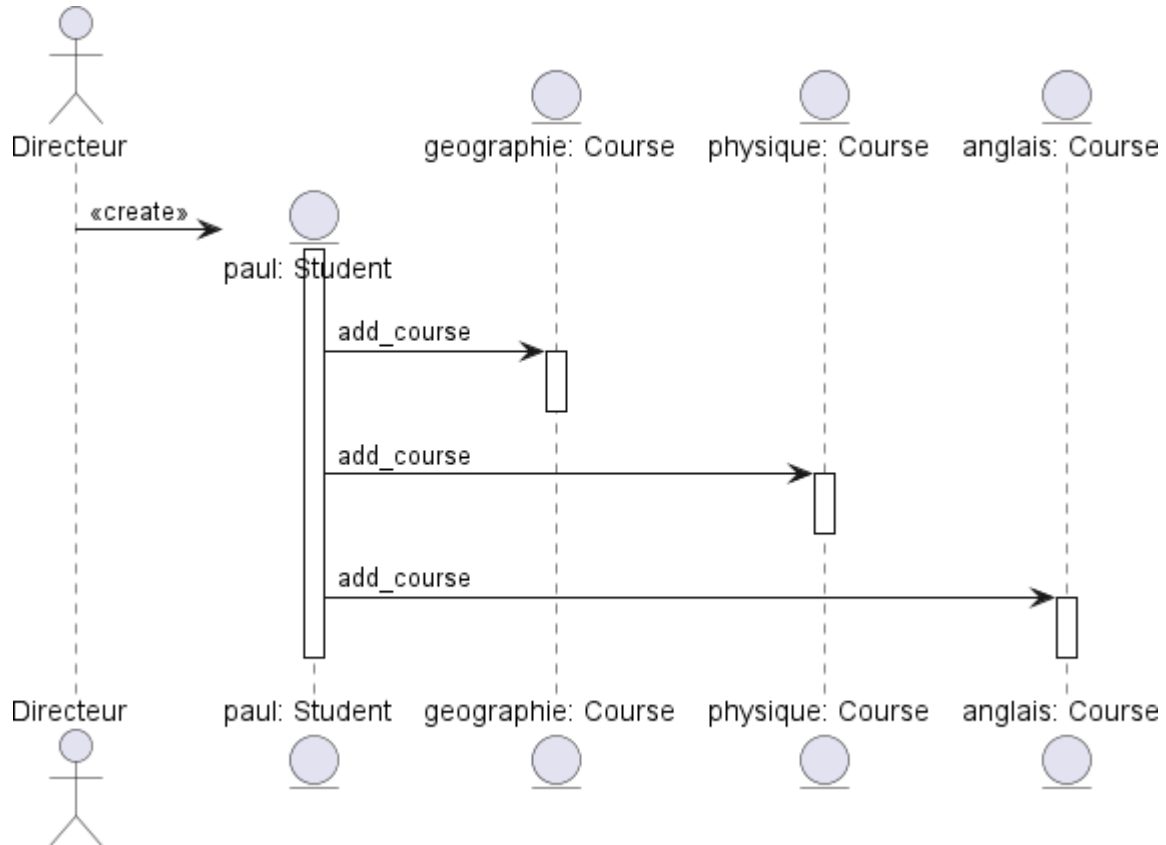 Directeur
geographie: Course
physique: Course
anglais: Course
«create»
paul: Student
add_course
add_course
add_course
Directeur
paul: Student
geographie: Course
physique: Course
anglais: Course